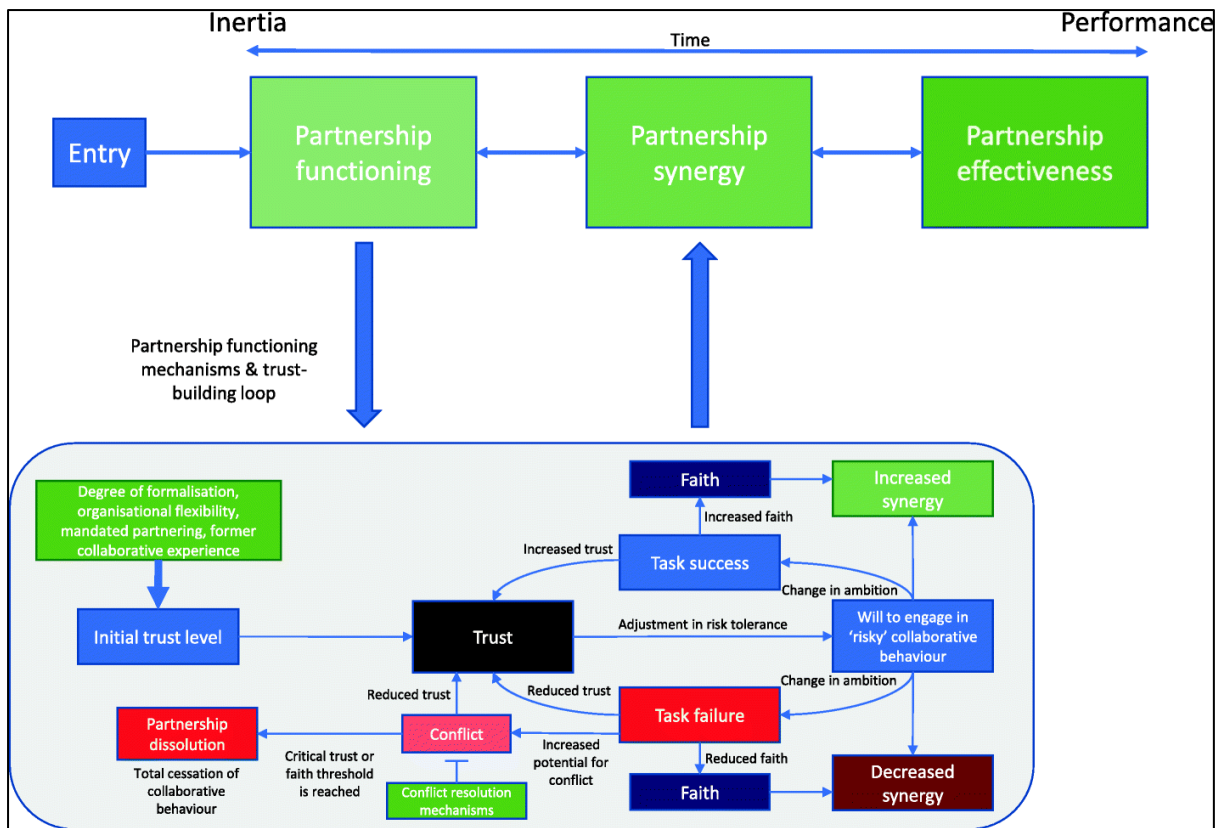 Inertia
Performance
Time
Entry
Partnership
functioning
Partnership
synergy
Partnership
effectiveness
Partnership functioning
mechanisms & trust-
building loop
Degree of formalisation,
organisational flexibility,
mandated partnering, former
collaborative experience
Faith
Increased
synergy
Increased faith
Increased trust
Task success
Change in ambition
Initial trust level
Trust
Adjustment in risk tolerance
Will to engage in
'risky' collaborative
behaviour
Change in ambition
Reduced trust
Reduced trust
Task failure
Partnership
dissolution
Conflict
Increased
potential for
conflict
Critical trust or
faith threshold
is reached
Reduced faith
Total cessation of
collaborative
behaviour
Conflict resolution
mechanisms
Faith
Decreased
synergy